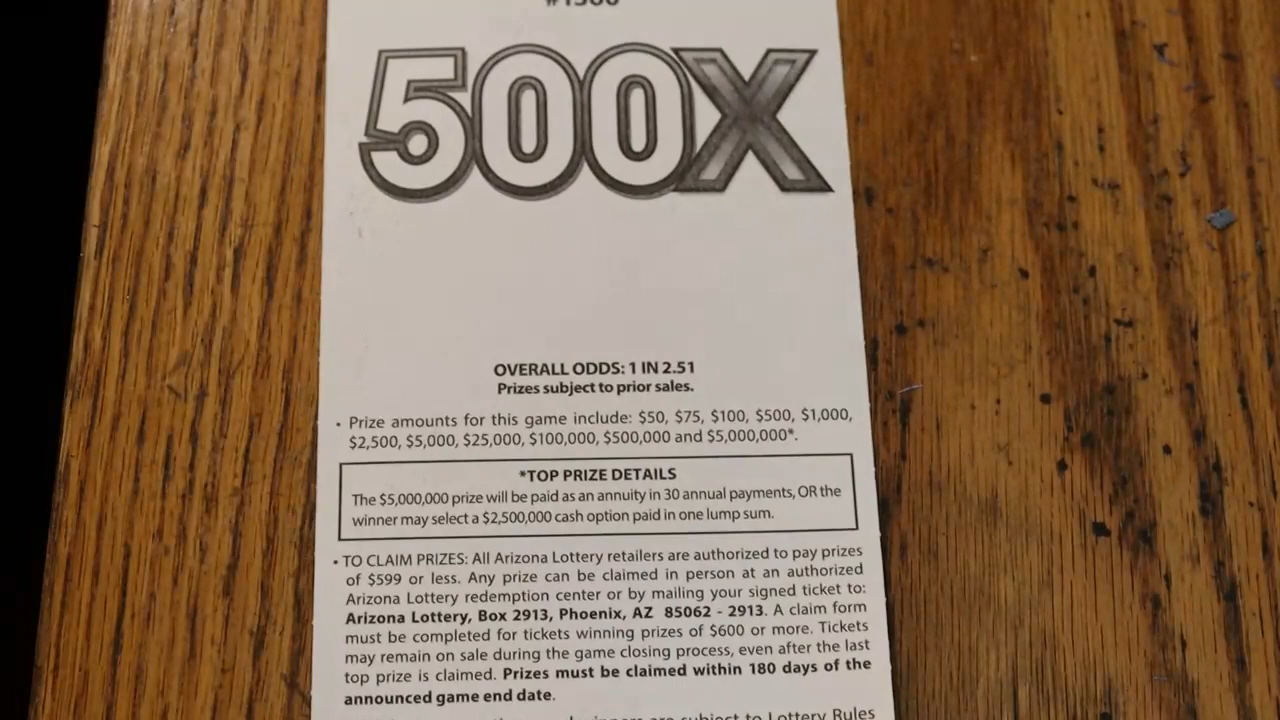 500X
OVERALL ODDS: 1 IN 2.51
Prizes subject to prior sales.
• Prize amounts for this game include: $50, $75, $100, $500, $1,000,
$2,500, $5,000, $25,000, $100,000, $500,000 and $5,000,000*.
*TOP PRIZE DETAILS
The $5,000,000 prize will be paid as an annuity in 30 annual payments, OR the
winner may select a $2,500,000 cash option paid in one lump sum.
• TO CLAIM PRIZES: All Arizona Lottery retailers are authorized to pay prizes
of $599 or less. Any prize can be claimed in person at an authorized
Arizona Lottery redemption center or by mailing your signed ticket to:
Arizona Lottery, Box 2913, Phoenix, AZ 85062 - 2913. A claim form
must be completed for tickets winning prizes of $600 or more. Tickets
may remain on sale during the game closing process, even after the last
top prize is claimed. Prizes must be claimed within 180 days of the
announced game end date.
are subject to Lottery Rules